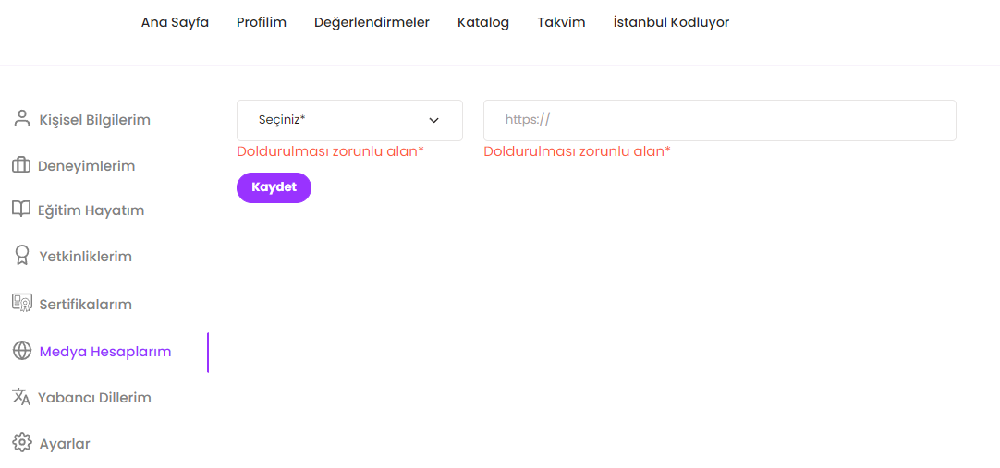 Ana Sayfa Profilim Değerlendirmeler Katalog Takvim İstanbul Kodluyor
Kişisel Bilgilerim
Deneyimlerim
Eğitim Hayatım
Yetkinliklerim
Sertifikalarım
Medya Hesaplarım
Yabancı Dillerim
Ayarlar
Seçiniz* https://
Doldurulması zorunlu alan* Doldurulması zorunlu alan*
Kaydet